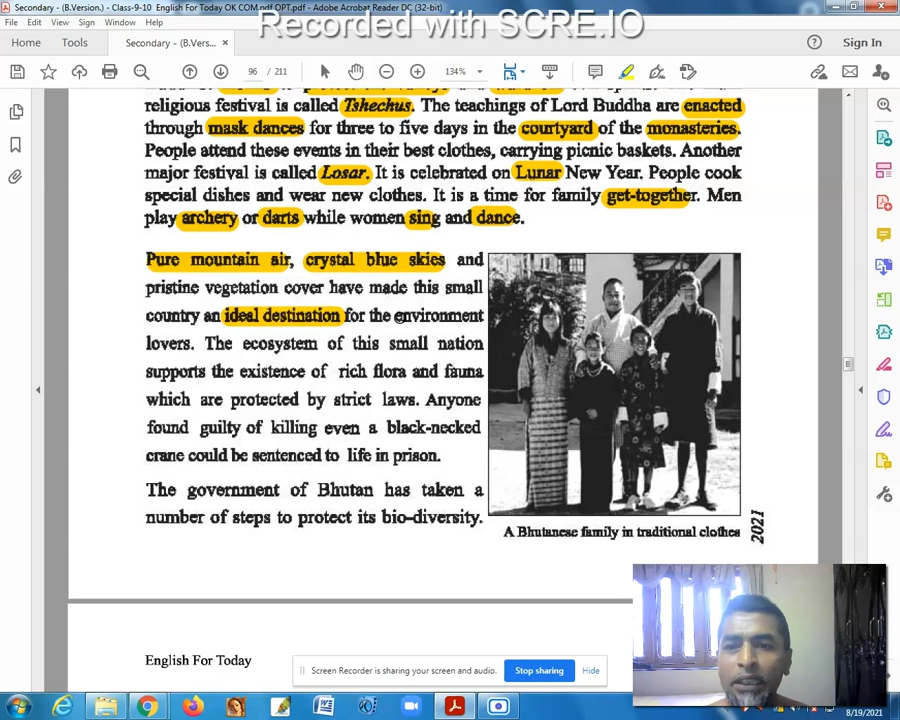 Secondary - (B.Version.) - Class-9-10 English For Today OK COM.pdf OPT.pdf - Adobe Acrobat Reader DC (32-bit)
Recorded with SCRE.IO
File Edit View Sign Window Help
Home Tools Secondary - (B.Vers... × Sign In
96 / 211 134%
religious festival is called Tshechus. The teachings of Lord Buddha are enacted
through mask dances for three to five days in the courtyard of the monasteries.
People attend these events in their best clothes, carrying picnic baskets. Another
major festival is called Losar. It is celebrated on Lunar New Year. People cook
special dishes and wear new clothes. It is a time for family get-together. Men
play archery or darts while women sing and dance.
Pure mountain air, crystal blue skies and
pristine vegetation cover have made this small
country an ideal destination for the environment
lovers. The ecosystem of this small nation
supports the existence of rich flora and fauna
which are protected by strict laws. Anyone
found guilty of killing even a black-necked
crane could be sentenced to life in prison.
The government of Bhutan has taken a
number of steps to protect its bio-diversity.
A Bhutanese family in traditional clothes
2021
English For Today
Screen Recorder is sharing your screen and audio. Stop sharing Hide
8/19/2021